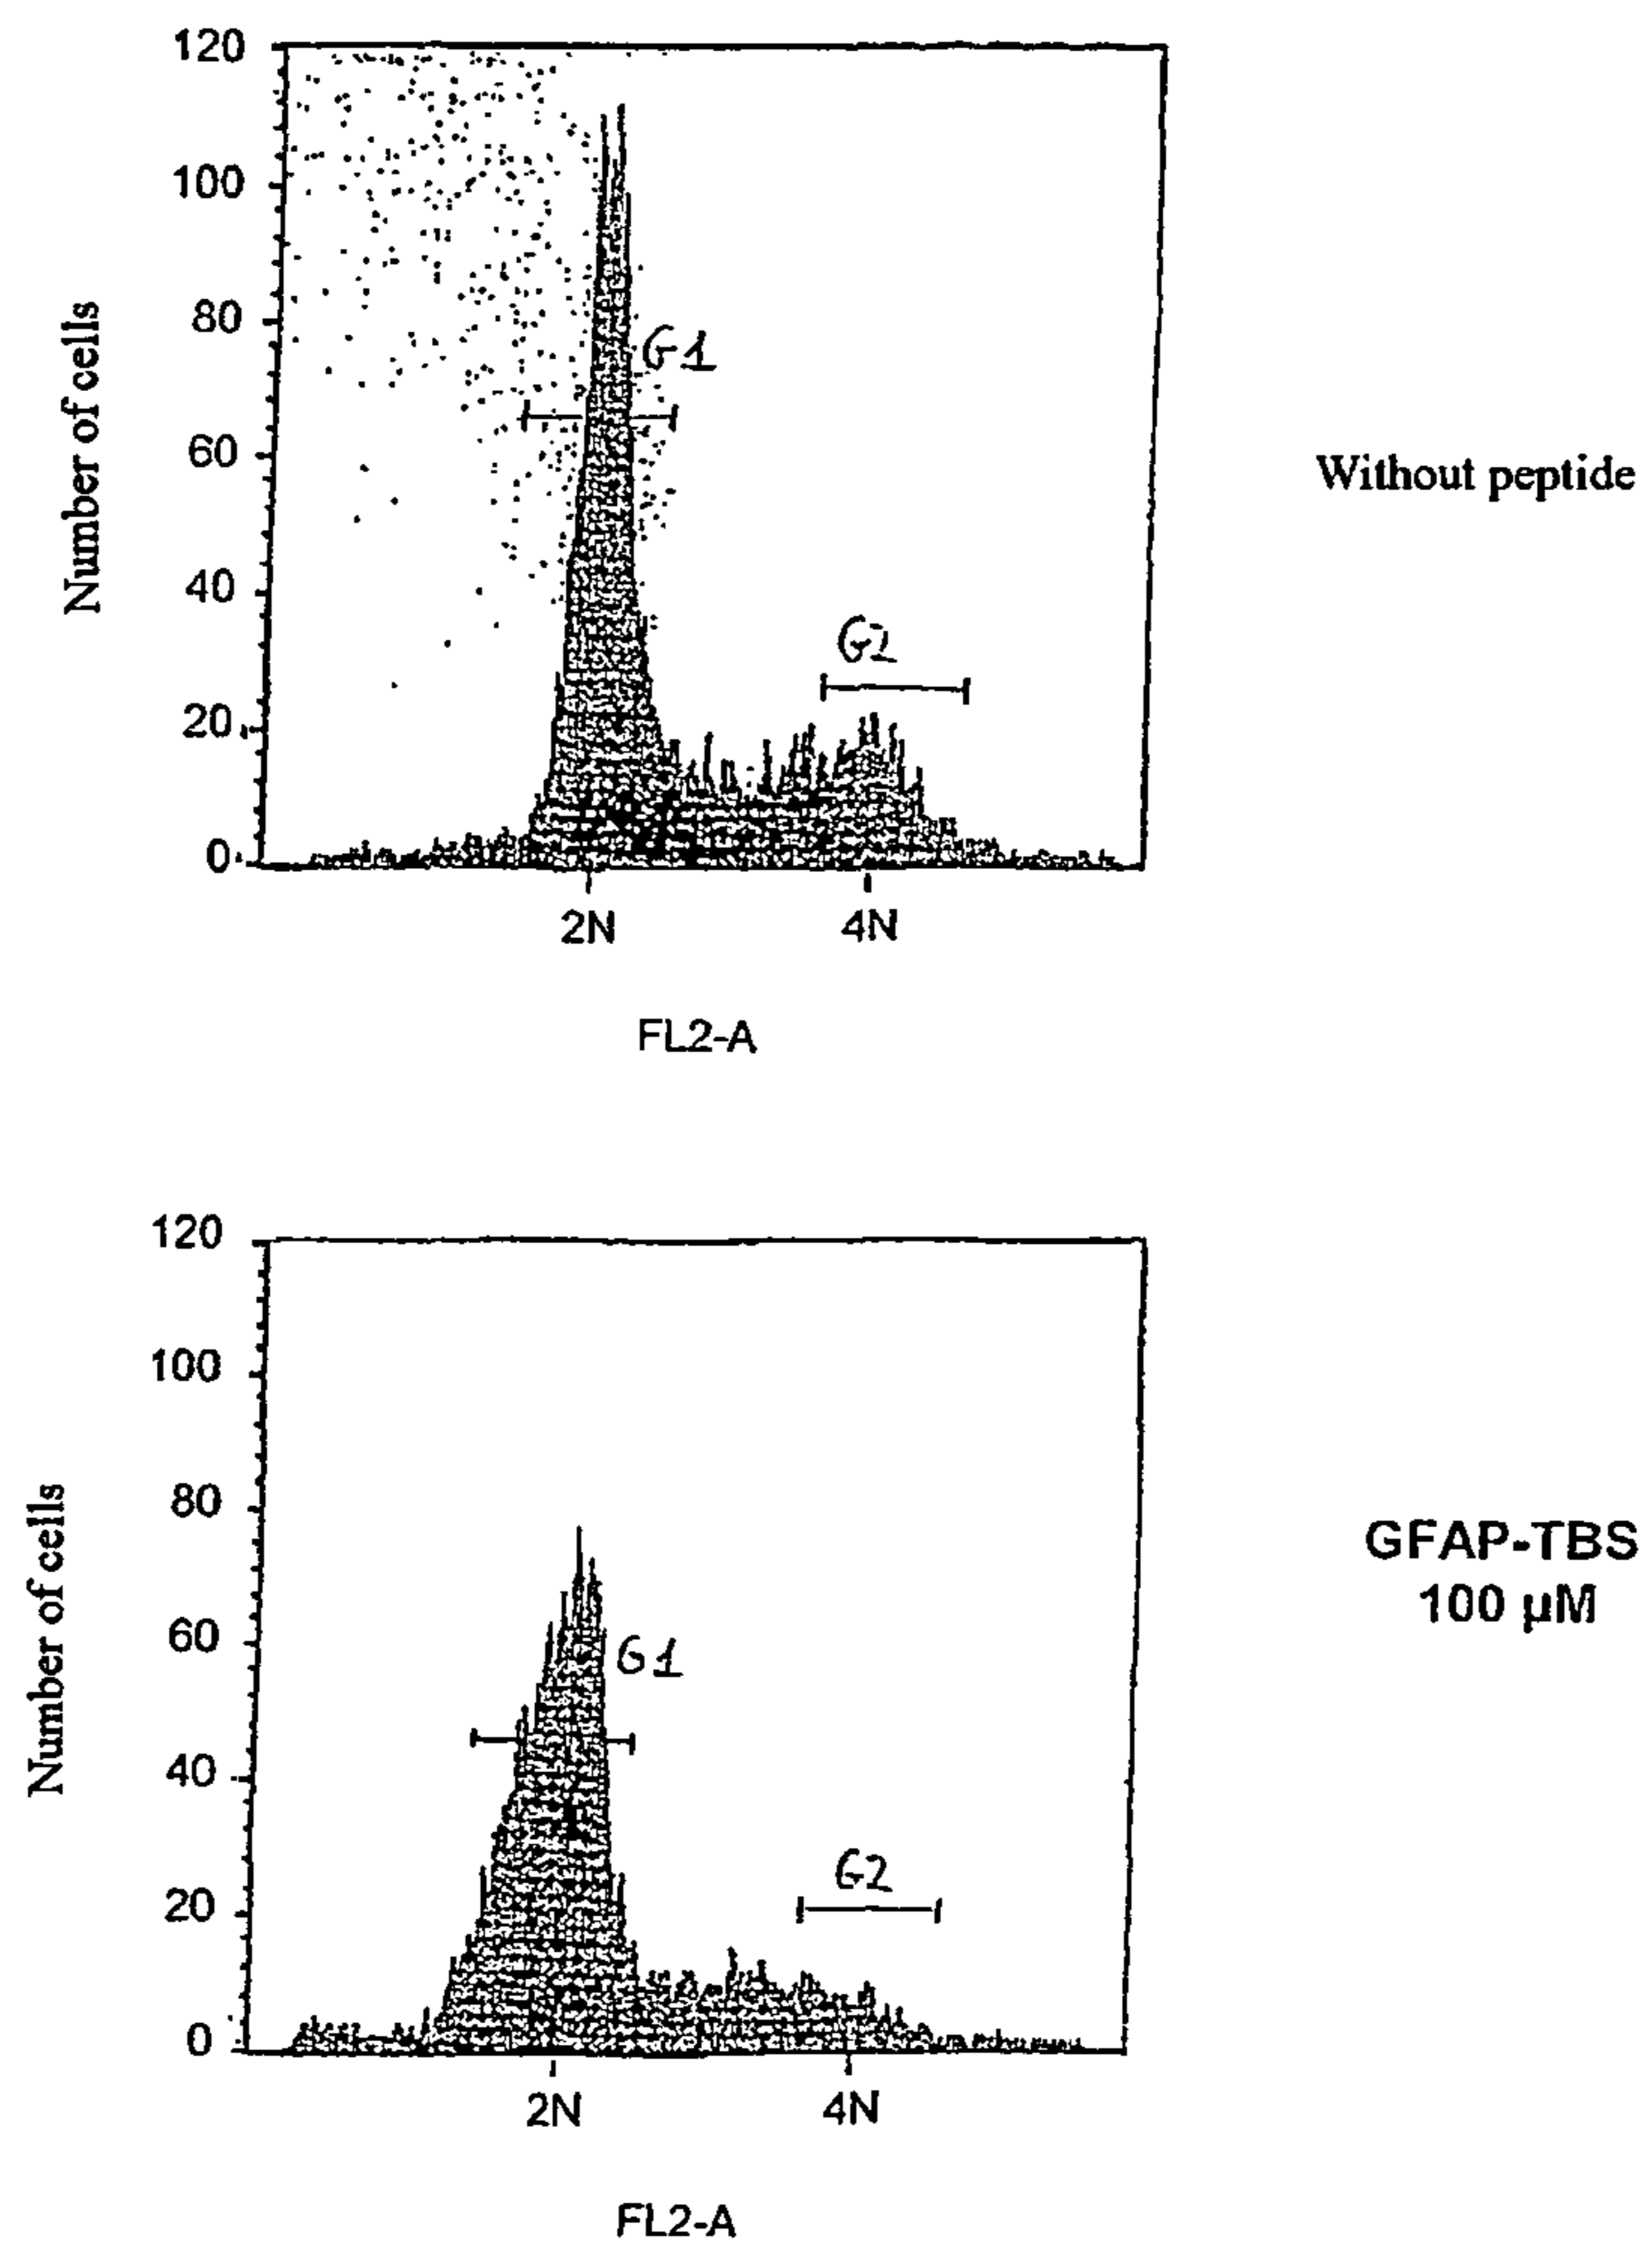 120
100
80
60
40
20
0
Number of cells
G1
G2
2N
4N
FL2-A
Without peptide
120
100
80
60
40
20
0
Number of cells
G1
G2
2N
4N
FL2-A
GFAP-TBS
100 µM